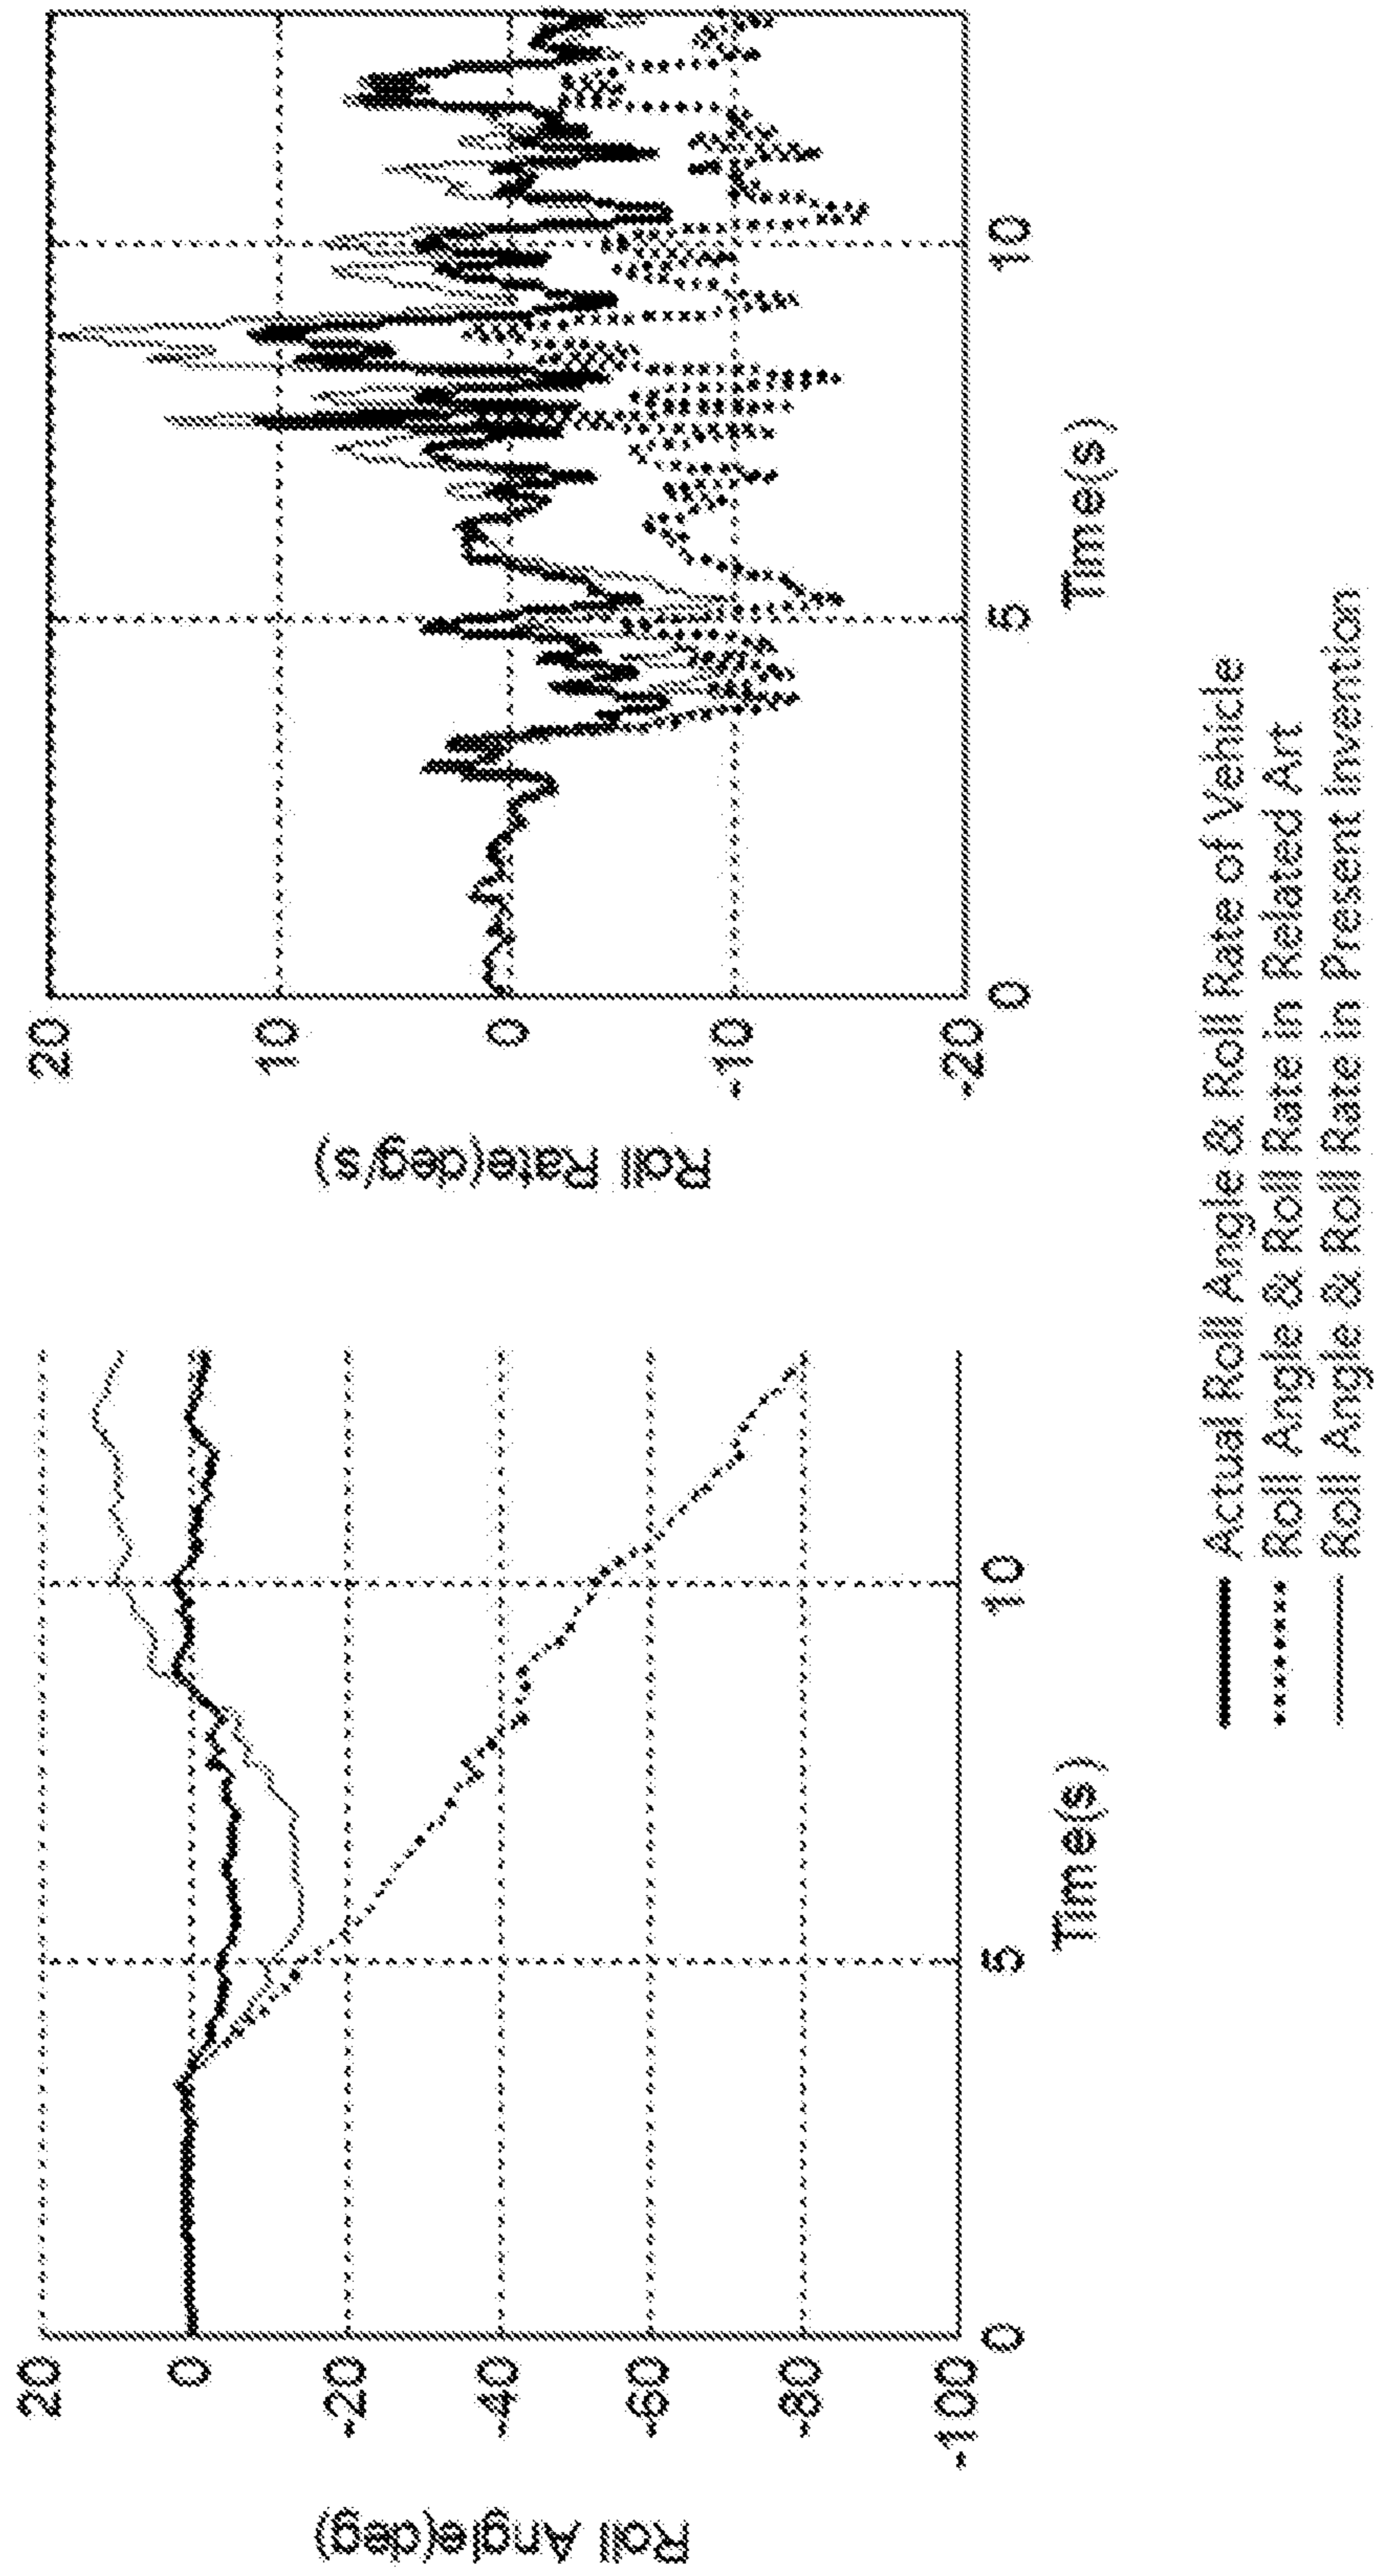 Roll Angle(deg)
20
0
-20
-40
-60
-80
-100
0
5
10
Time(s)
Roll Rate(deg/s)
20
10
0
-10
-20
0
5
10
Time(s)
Actual Roll Angle & Roll Rate of Vehicle
Roll Angle & Roll Rate in Related Art
Roll Angle & Roll Rate in Present Invention